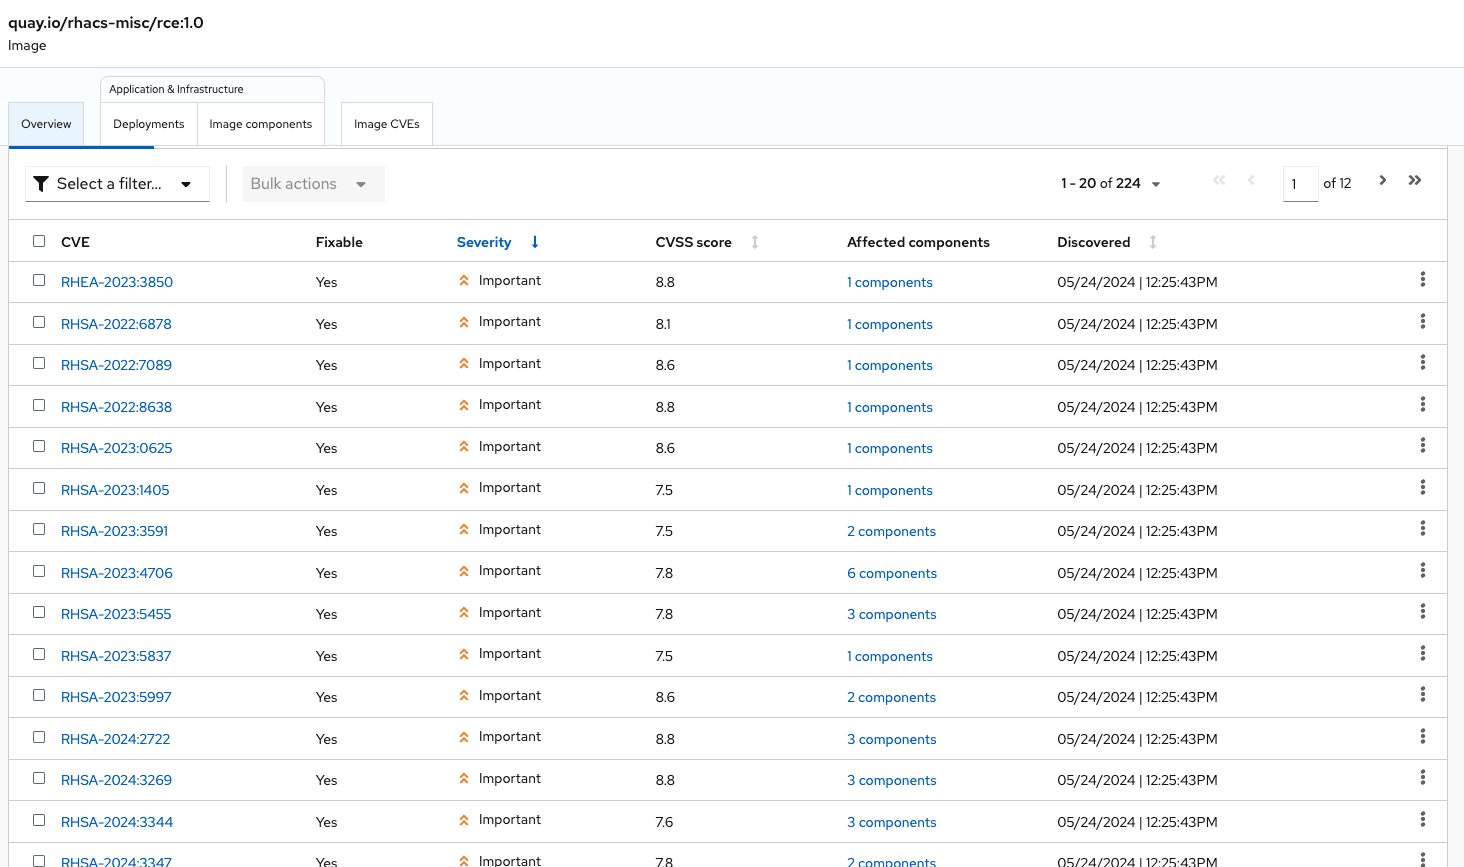 quay.io/rhacs-misc/rce:1.0
Image
Application & Infrastructure
Overview Deployments Image components Image CVEs
Select a filter... Bulk actions 1 - 20 of 224 1 of 12
CVE Fixable Severity CVSS score Affected components Discovered
RHEA-2023:3850 Yes Important 8.8 1 components 05/24/2024 | 12:25:43PM
RHSA-2022:6878 Yes Important 8.1 1 components 05/24/2024 | 12:25:43PM
RHSA-2022:7089 Yes Important 8.6 1 components 05/24/2024 | 12:25:43PM
RHSA-2022:8638 Yes Important 8.8 1 components 05/24/2024 | 12:25:43PM
RHSA-2023:0625 Yes Important 8.6 1 components 05/24/2024 | 12:25:43PM
RHSA-2023:1405 Yes Important 7.5 1 components 05/24/2024 | 12:25:43PM
RHSA-2023:3591 Yes Important 7.5 2 components 05/24/2024 | 12:25:43PM
RHSA-2023:4706 Yes Important 7.8 6 components 05/24/2024 | 12:25:43PM
RHSA-2023:5455 Yes Important 7.8 3 components 05/24/2024 | 12:25:43PM
RHSA-2023:5837 Yes Important 7.5 1 components 05/24/2024 | 12:25:43PM
RHSA-2023:5997 Yes Important 8.6 2 components 05/24/2024 | 12:25:43PM
RHSA-2024:2722 Yes Important 8.8 3 components 05/24/2024 | 12:25:43PM
RHSA-2024:3269 Yes Important 8.8 3 components 05/24/2024 | 12:25:43PM
RHSA-2024:3344 Yes Important 7.6 3 components 05/24/2024 | 12:25:43PM
RHSA-2024:3347 Yes Important 7.8 2 components 05/24/2024 | 12:25:43PM